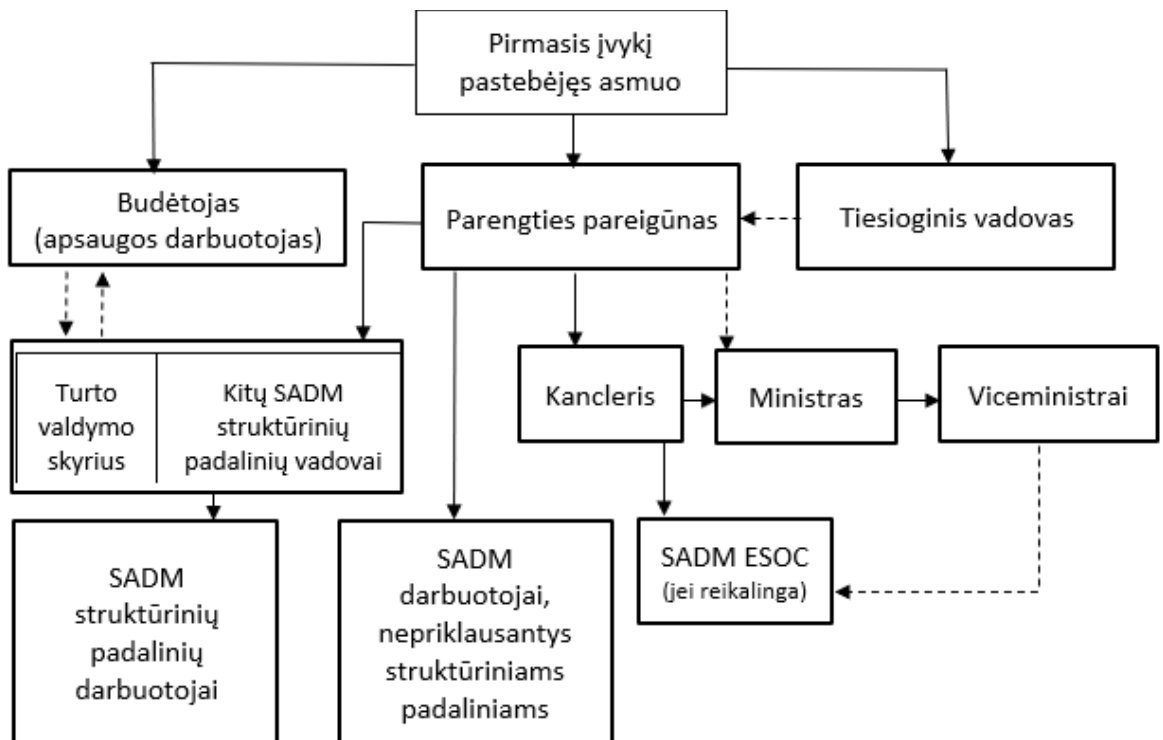 Pirmasis įvykį
pastebėjęs asmuo
Budėtojas
(apsaugos darbuotojas)
Parengties pareigūnas
Tiesioginis vadovas
Turto
valdymo
skyrius
Kitų SADM
struktūrinių
padalinių vadovai
Kancleris
Ministras
Viceministrai
SADM
struktūrinių
padalinių
darbuotojai
SADM
darbuotojai,
nepriklausantys
struktūriniams
padaliniams
SADM ESOC
(jei reikalinga)